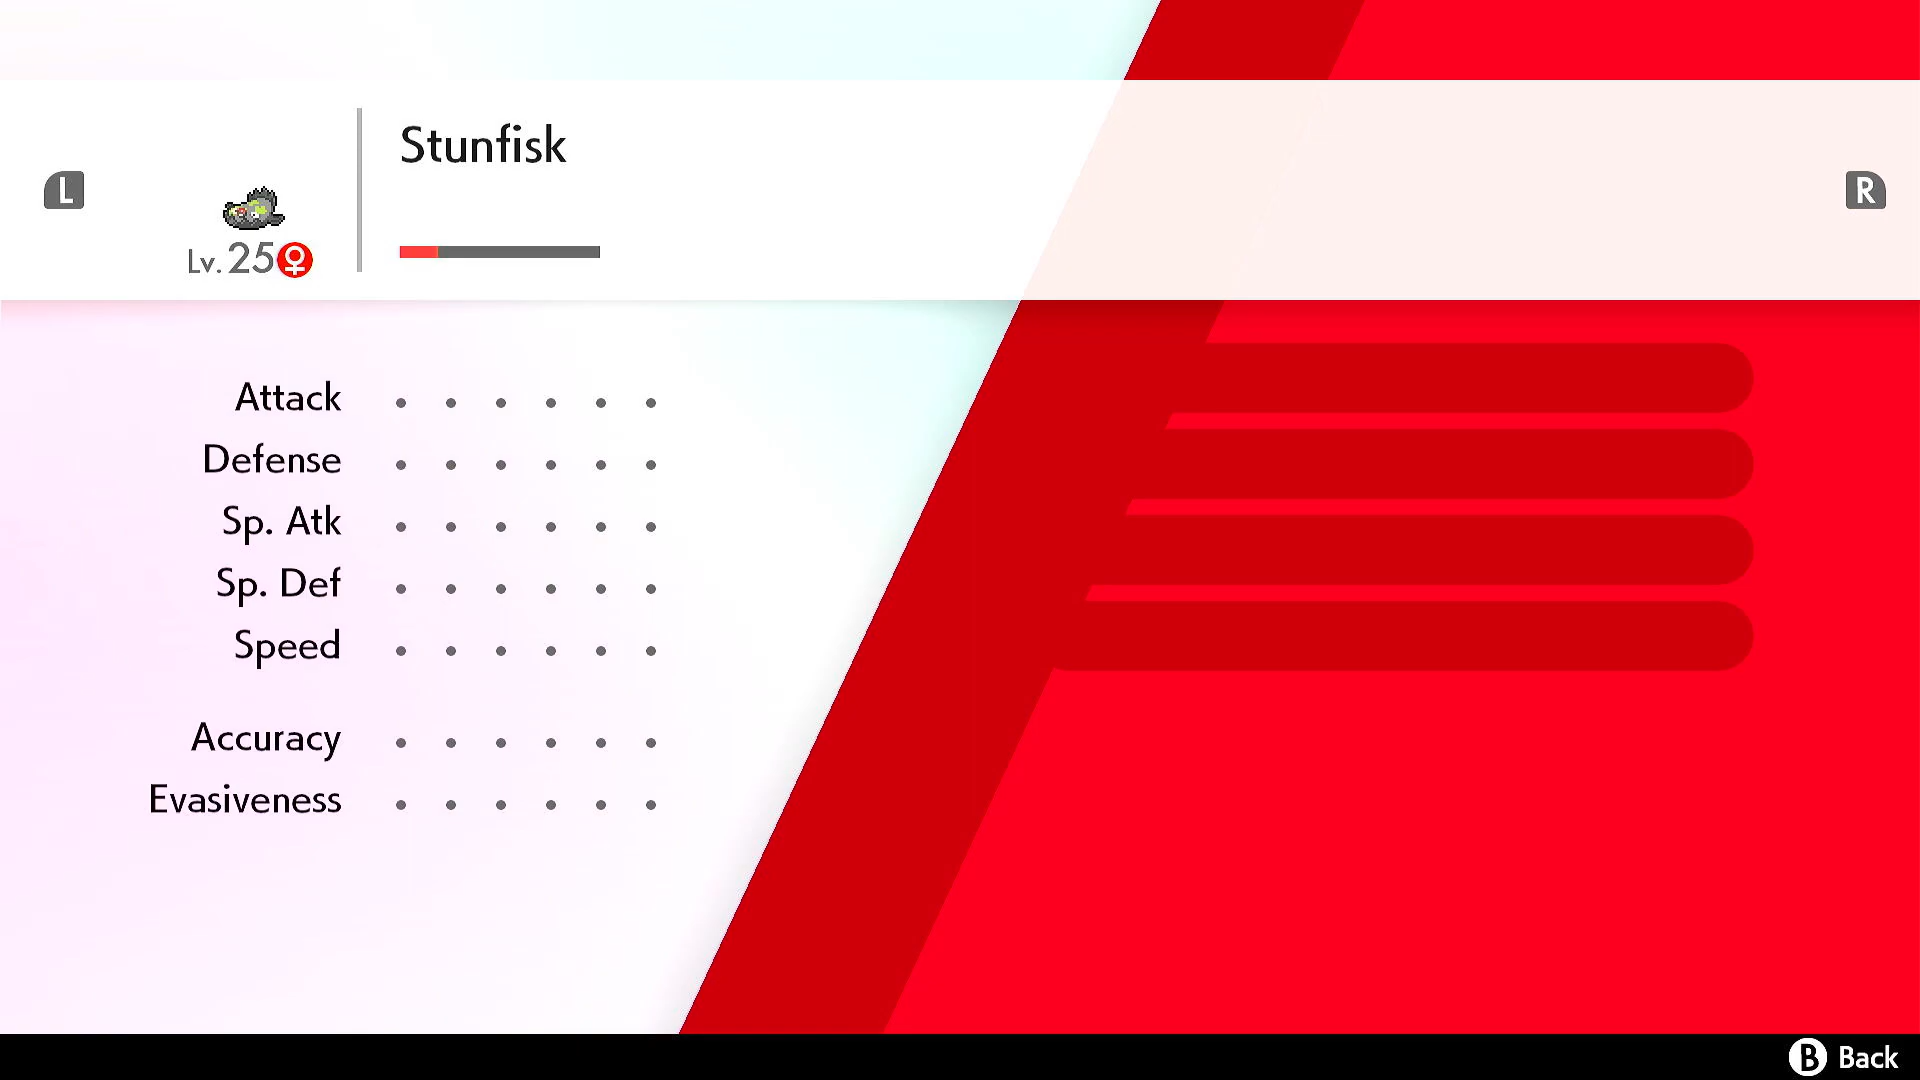 Stunfisk
L
R
Lv. 25♀
Attack
Defense
Sp. Atk
Sp. Def
Speed
Accuracy
Evasiveness
B Back